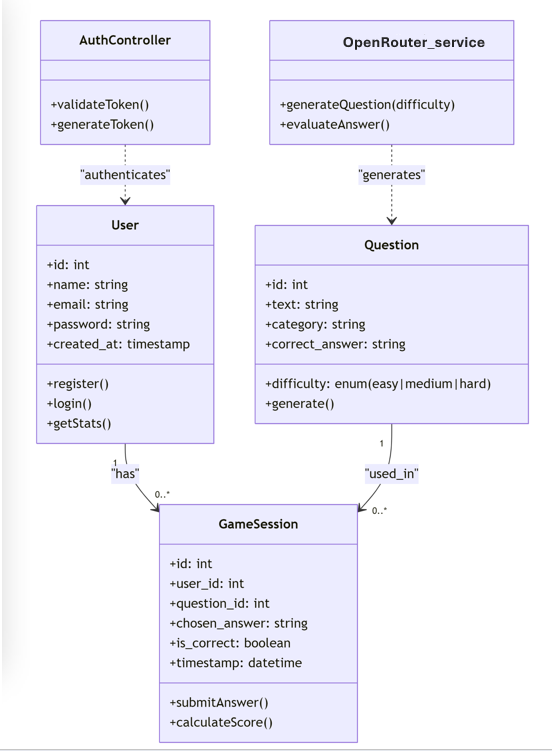 AuthController
+validateToken()
+generateToken()
OpenRouter_service
+generateQuestion(difficulty)
+evaluateAnswer()
"authenticates"
"generates"
User
+id: int
+name: string
+email: string
+password: string
+created_at: timestamp
+register()
+login()
+getStats()
Question
+id: int
+text: string
+category: string
+correct_answer: string
+difficulty: enum(easy|medium|hard)
+generate()
1
"has"
0..*
1
"used_in"
0..*
GameSession
+id: int
+user_id: int
+question_id: int
+chosen_answer: string
+is_correct: boolean
+timestamp: datetime
+submitAnswer()
+calculateScore()